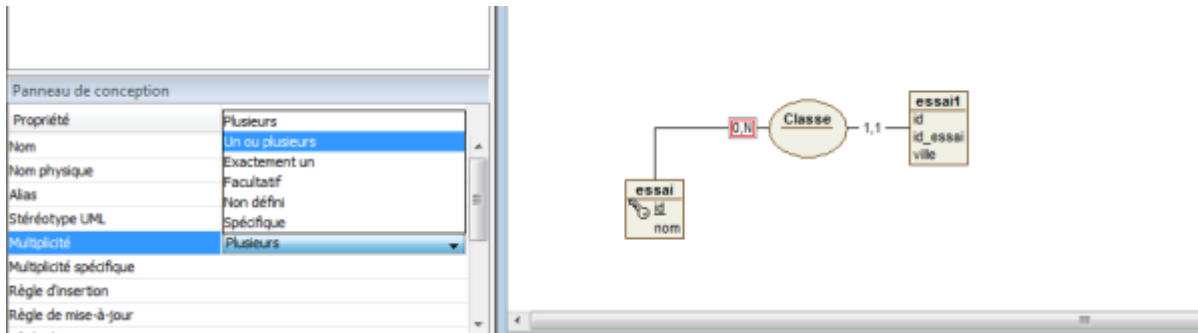 Panneau de conception
Propriété
Plusieurs
Un ou plusieurs
Nom
Exactement un
Nom physique
Facultatif
Alias
Non défini
Stéréotype UML
Spécifique
Multiplicité
Plusieurs
Multiplicité spécifique
Règle d'insertion
Règle de mise-à-jour
0,N
Classe
1,1
essai1
id
id_essai
ville
essai
id
nom